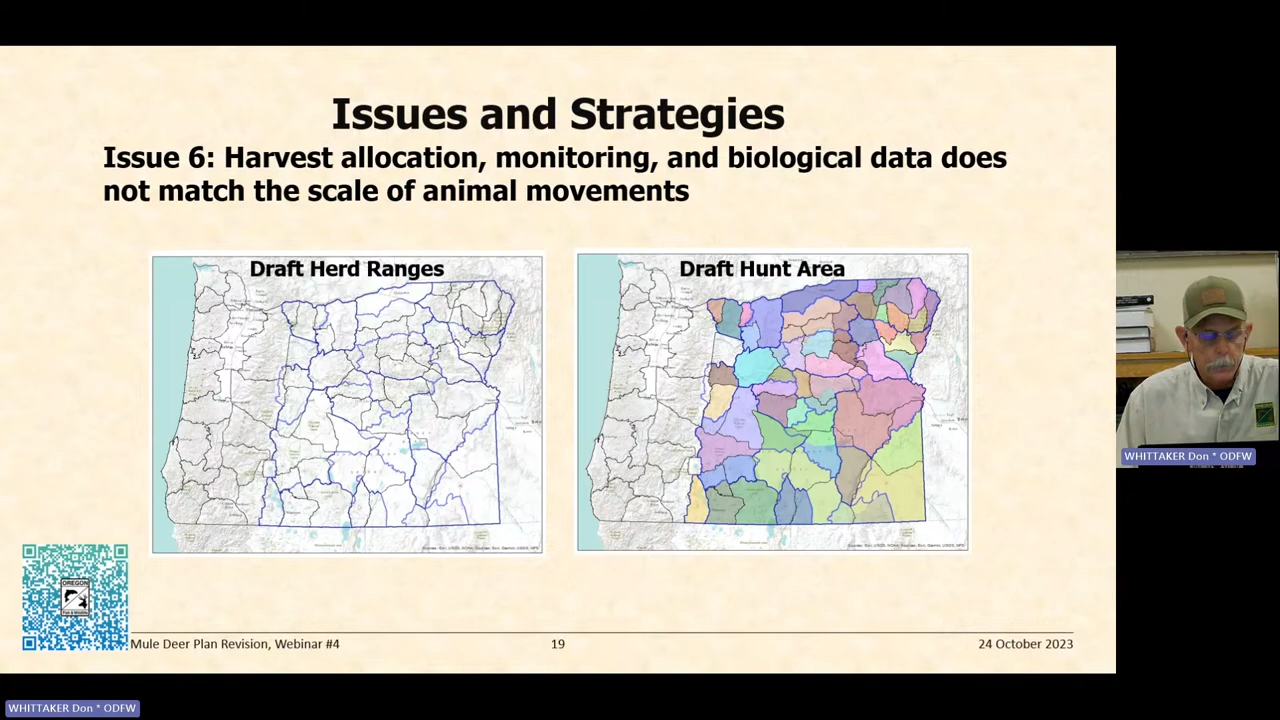 Issues and Strategies
Issue 6: Harvest allocation, monitoring, and biological data does
not match the scale of animal movements
Draft Herd Ranges
Draft Hunt Area
OREGON
Fish & Wildlife
Mule Deer Plan Revision, Webinar #4
19
24 October 2023
WHITTAKER Don * ODFW
WHITTAKER Don * ODFW